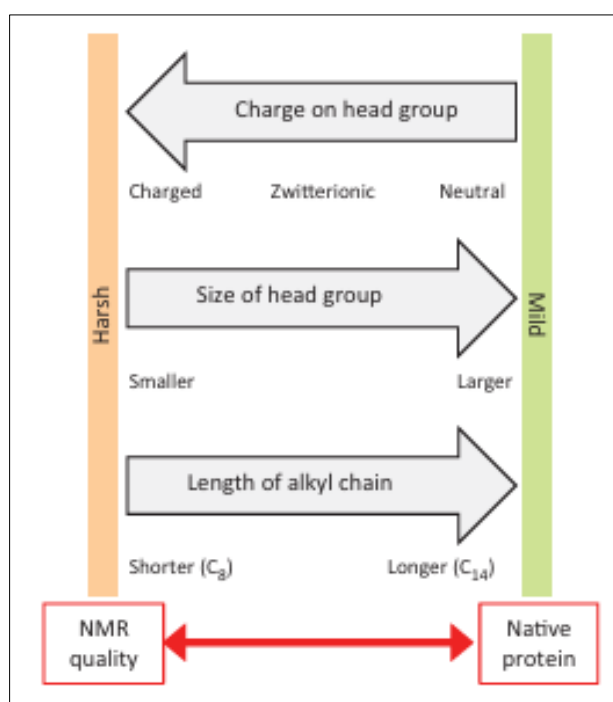 Charge on head group
Charged Zwitterionic Neutral
Harsh
Size of head group
Mild
Smaller Larger
Length of alkyl chain
Shorter (C₈) Longer (C₁₄)
NMR
quality
Native
protein